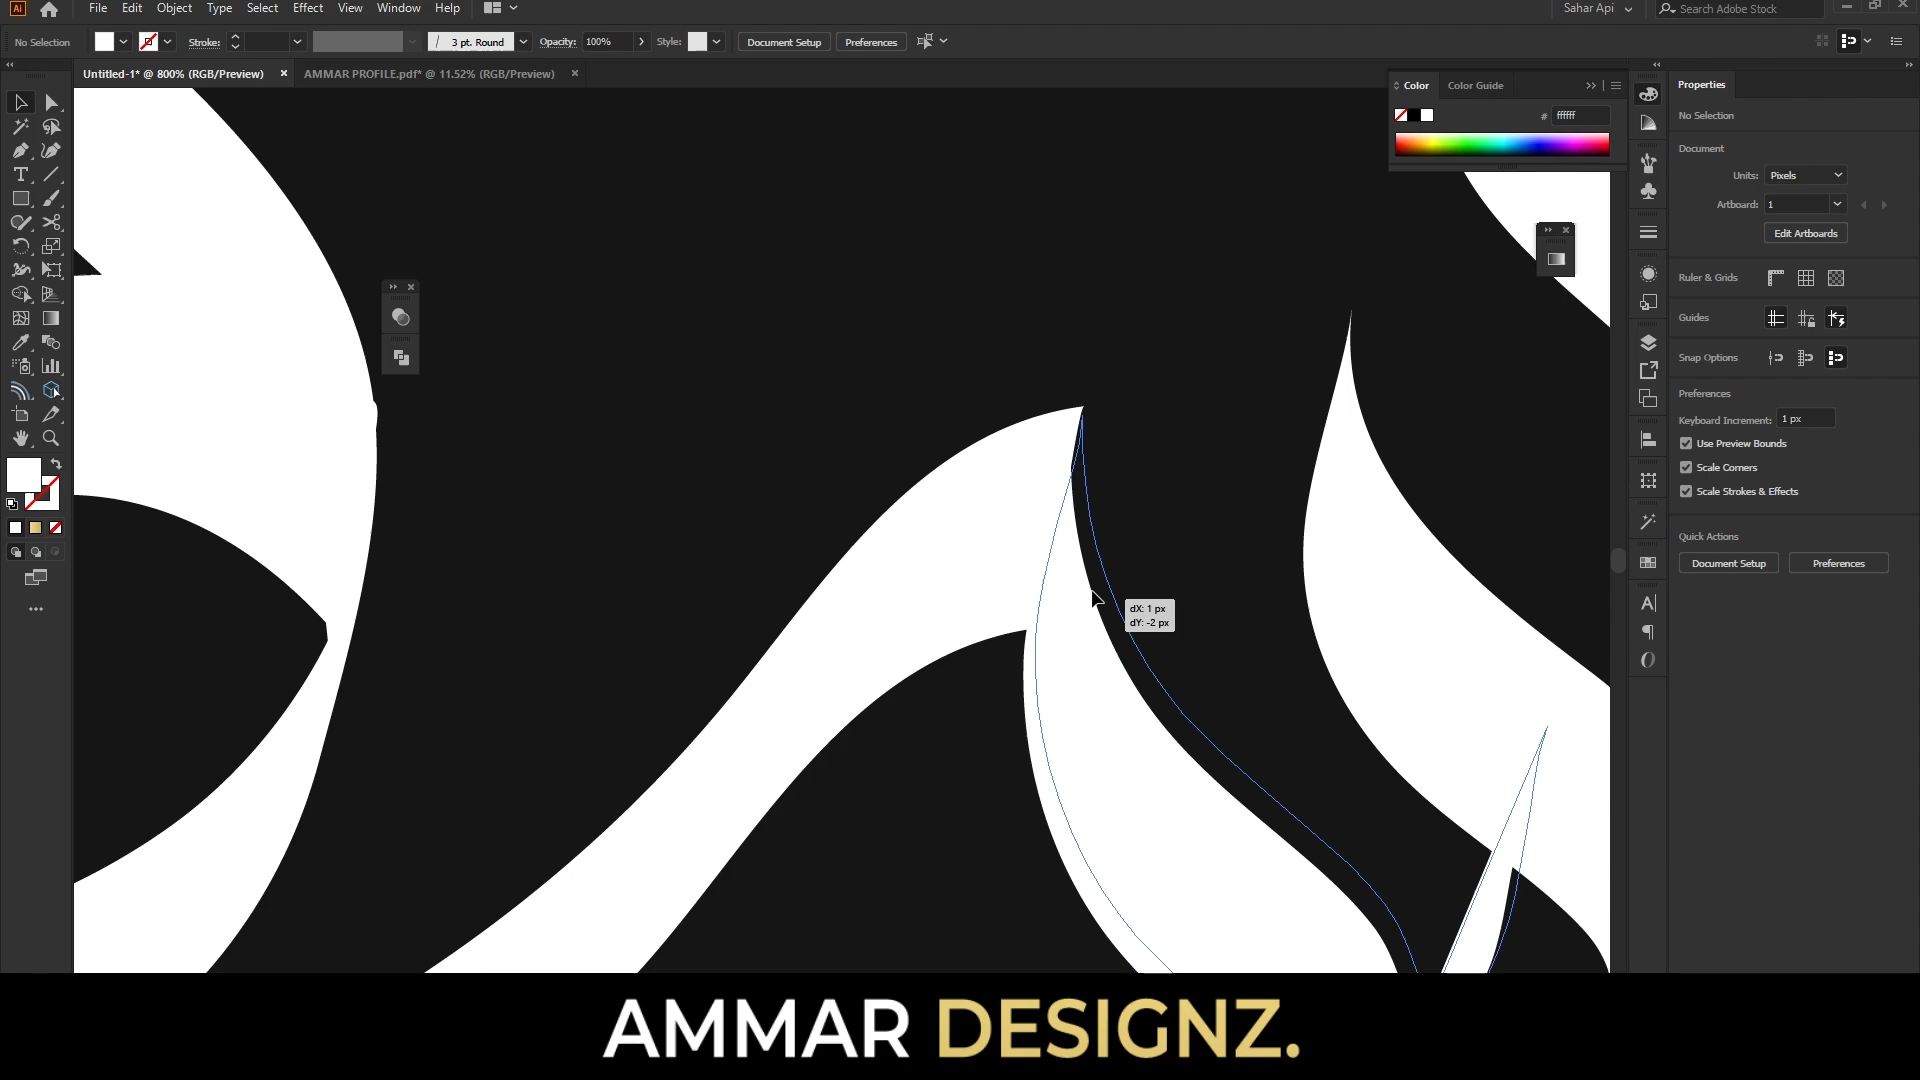 Ai File Edit Object Type Select Effect View Window Help Sahar Api Search Adobe Stock
No Selection Stroke: 3 pt. Round Opacity: 100% Style: Document Setup Preferences
Untitled-1* @ 800% (RGB/Preview) × AMMAR PROFILE.pdf* @ 11.52% (RGB/Preview) ×
Color Color Guide
# ffffff
Properties
No Selection
Document
Units: Pixels
Artboard: 1
Edit Artboards
Ruler & Grids
Guides
Snap Options
Preferences
Keyboard Increment: 1 px
Use Preview Bounds
Scale Corners
Scale Strokes & Effects
Quick Actions
Document Setup Preferences
dX: 1 px
dY: -2 px
AMMAR DESIGNZ.